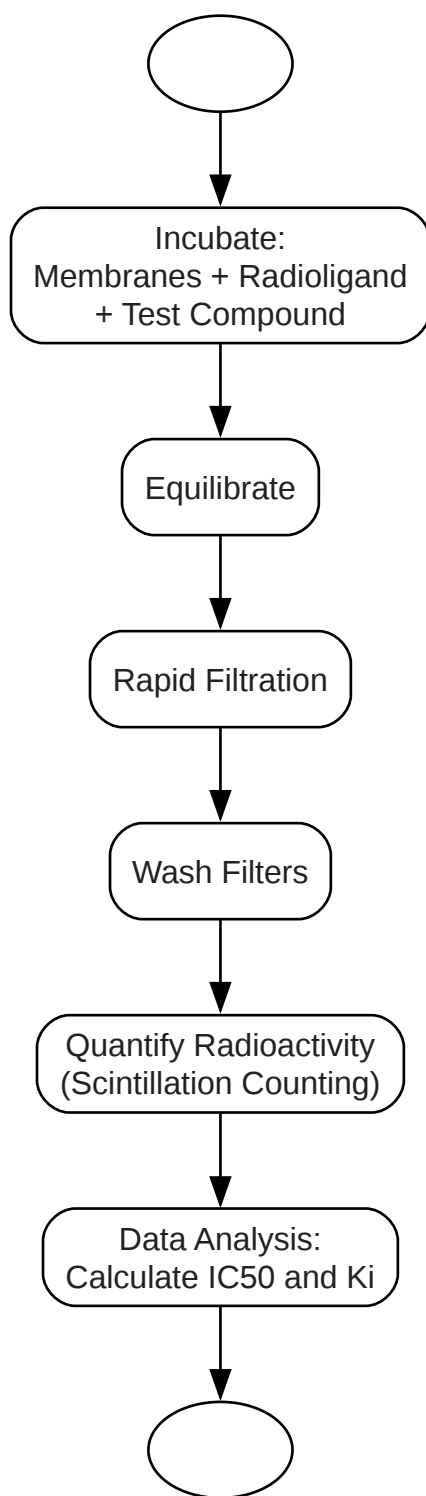 Incubate:
Membranes + Radioligand
+ Test Compound
Equilibrate
Rapid Filtration
Wash Filters
Quantify Radioactivity
(Scintillation Counting)
Data Analysis:
Calculate IC50 and Ki